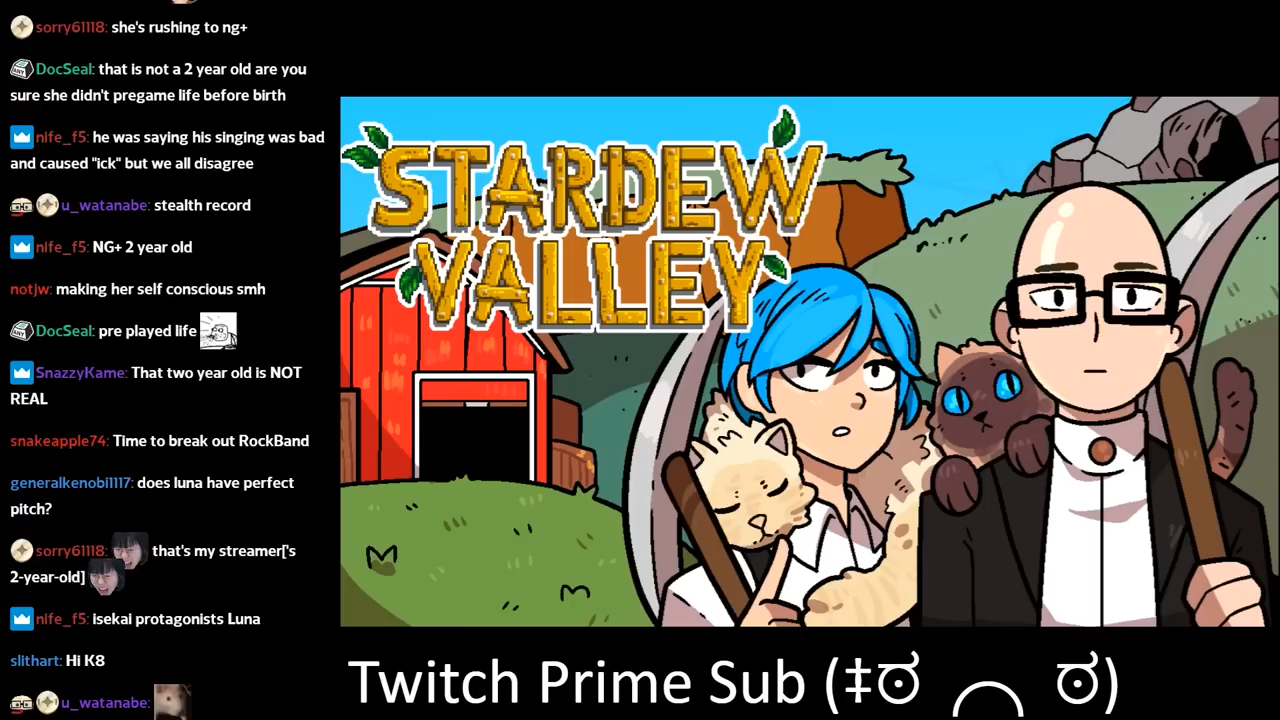 sorry61118: she's rushing to ng+
DocSeal: that is not a 2 year old are you
sure she didn't pregame life before birth
nlfe_f5: he was saying his singing was bad
and caused "ick" but we all disagree
u_watanabe: stealth record
nlfe_f5: NG+ 2 year old
notjw: making her self conscious smh
DocSeal: pre played life
SnazzyKame: That two year old is NOT
REAL
snakeapple74: Time to break out RockBand
generalkenobi1117: does luna have perfect
pitch?
sorry61118: that's my streamer['s
2-year-old]
nlfe_f5: isekai protagonists Luna
slithart: Hi K8
u_watanabe:
STARDEW
VALLEY
Twitch Prime Sub (‡ಠ ︵ ಠ)